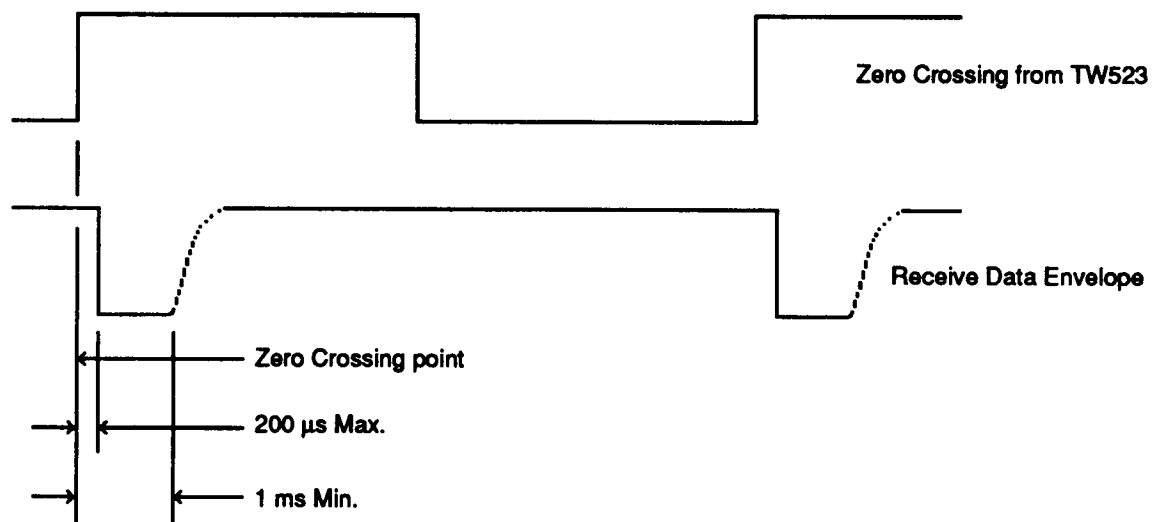 Zero Crossing from TW523
Receive Data Envelope
Zero Crossing point
200 µs Max.
1 ms Min.